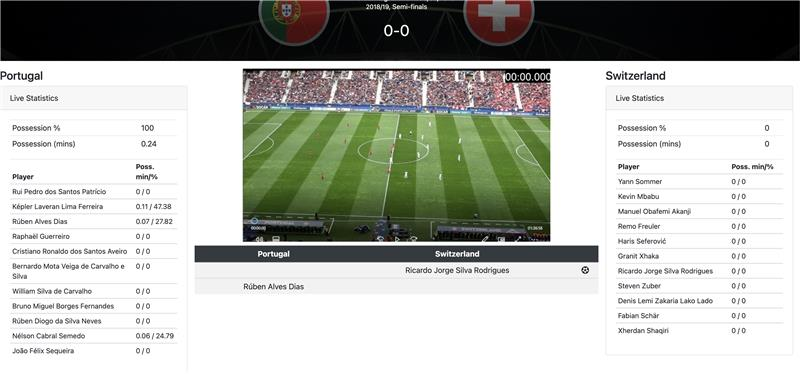 2018/19, Semi-finals
0-0
Portugal
Live Statistics
Possession % 100
Possession (mins) 0.24
Player Poss. min/%
Rui Pedro dos Santos Patrício 0 / 0
Képler Laveran Lima Ferreira 0.11 / 47.38
Rúben Alves Dias 0.07 / 27.82
Raphaël Guerreiro 0 / 0
Cristiano Ronaldo dos Santos Aveiro 0 / 0
Bernardo Mota Veiga de Carvalho e Silva 0 / 0
William Silva de Carvalho 0 / 0
Bruno Miguel Borges Fernandes 0 / 0
Rúben Diogo da Silva Neves 0 / 0
Nélson Cabral Semedo 0.06 / 24.79
João Félix Sequeira 0 / 0
00:00.000
00:00:00
01:36:58
Portugal Switzerland
Ricardo Jorge Silva Rodrigues
Rúben Alves Dias
Switzerland
Live Statistics
Possession % 0
Possession (mins) 0
Player Poss. min/%
Yann Sommer 0 / 0
Kevin Mbabu 0 / 0
Manuel Obafemi Akanji 0 / 0
Remo Freuler 0 / 0
Haris Seferović 0 / 0
Granit Xhaka 0 / 0
Ricardo Jorge Silva Rodrigues 0 / 0
Steven Zuber 0 / 0
Denis Lemi Zakaria Lako Lado 0 / 0
Fabian Schär 0 / 0
Xherdan Shaqiri 0 / 0